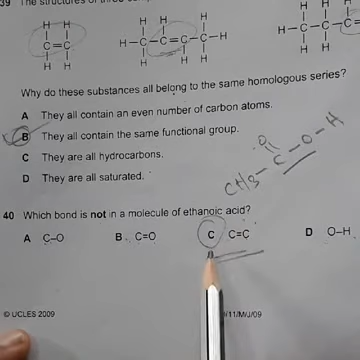 39 The structures of three
H H
C=C
H H
H H H
H–C–C=C–C–H
H H
H H
H–C–C–C=
H H
Why do these substances all belong to the same homologous series?
A They all contain an even number of carbon atoms.
B They all contain the same functional group.
C They are all hydrocarbons.
D They are all saturated.
O
CH3–C–O–H
40 Which bond is not in a molecule of ethanoic acid?
A C–O B C=O C C=C D O–H
© UCLES 2009 /11/M/J/09